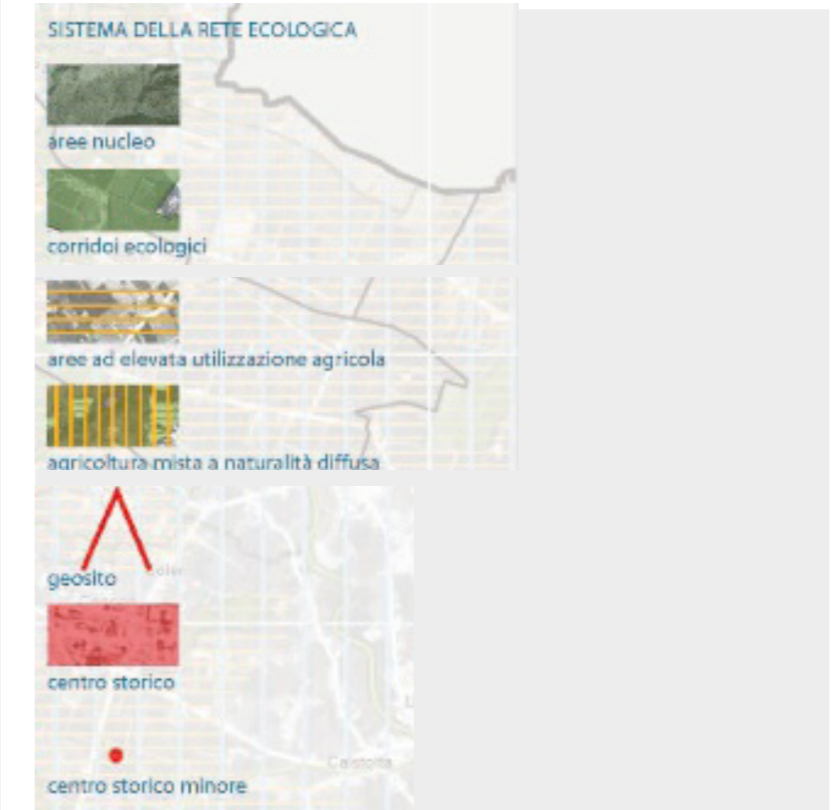 SISTEMA DELLA RETE ECOLOGICA
aree nucleo
corridoi ecologici
aree ad elevata utilizzazione agricola
agricoltura mista a naturalità diffusa
geosito
centro storico
centro storico minore